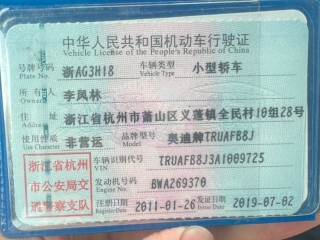 中华人民共和国机动车行驶证
Vehicle License of the People's Republic of China
号牌号码 浙AG3H18 车辆类型 小型轿车
Plate No. Vehicle Type
所有人 李凤林
Owner
住址 浙江省杭州市萧山区义蓬镇全民村10组28号
Address
使用性质 非营运 品牌型号 奥迪牌TRUAFB8J
Use Character Model
浙江省杭州市公安局交通警察支队
车辆识别代号 TRUAFB8J3A1009725
VIN
发动机号码 BWA269370
Engine No.
注册日期 2011-01-26 发证日期 2019-07-02
Register Date Issue Date